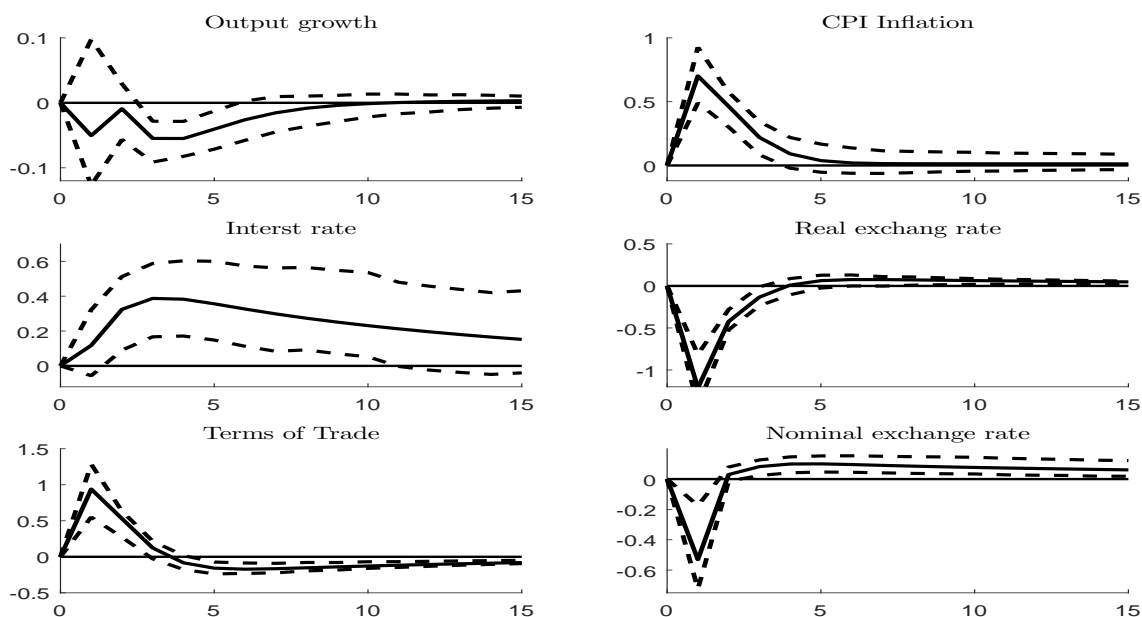 Output growth
0.1
0
-0.1
0 5 10 15
CPI Inflation
1
0.5
0
0 5 10 15
Interst rate
0.6
0.4
0.2
0
0 5 10 15
Real exchang rate
0.5
0
-0.5
-1
0 5 10 15
Terms of Trade
1.5
1
0.5
0
-0.5
0 5 10 15
Nominal exchange rate
0
-0.2
-0.4
-0.6
0 5 10 15